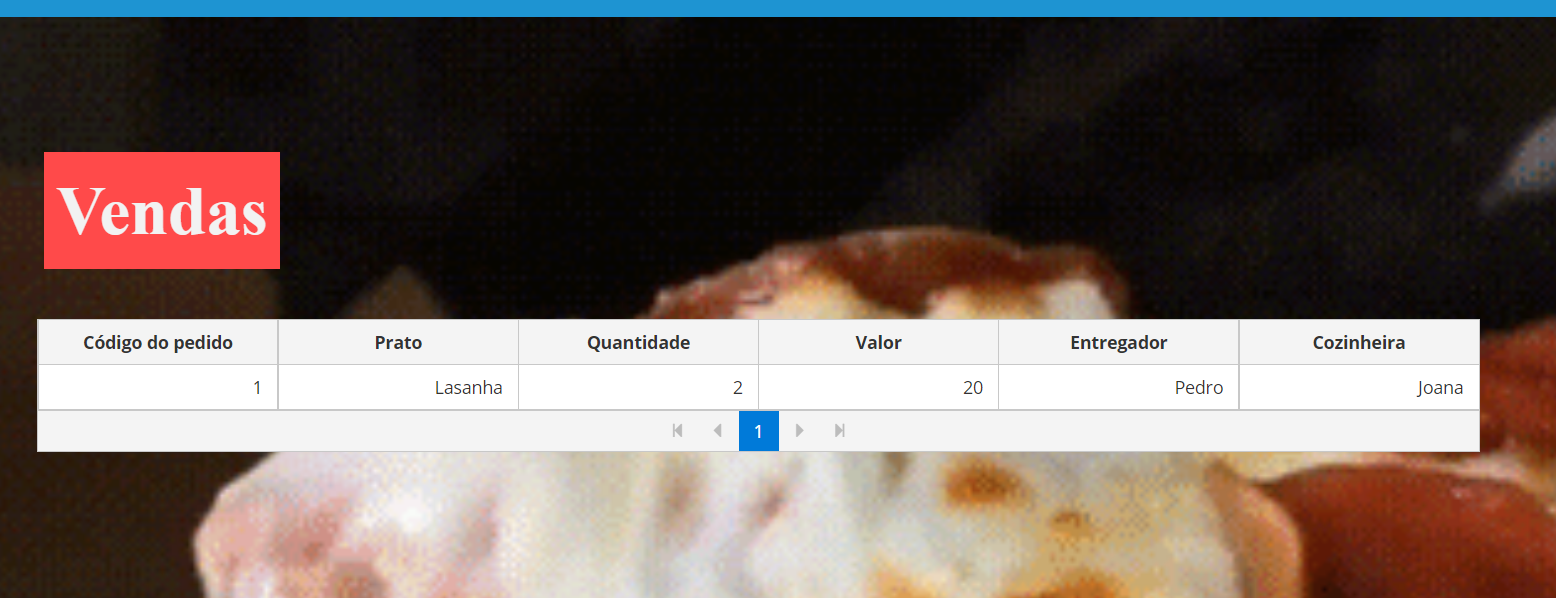 Vendas
Código do pedido Prato Quantidade Valor Entregador Cozinheira
1 Lasanha 2 20 Pedro Joana
1